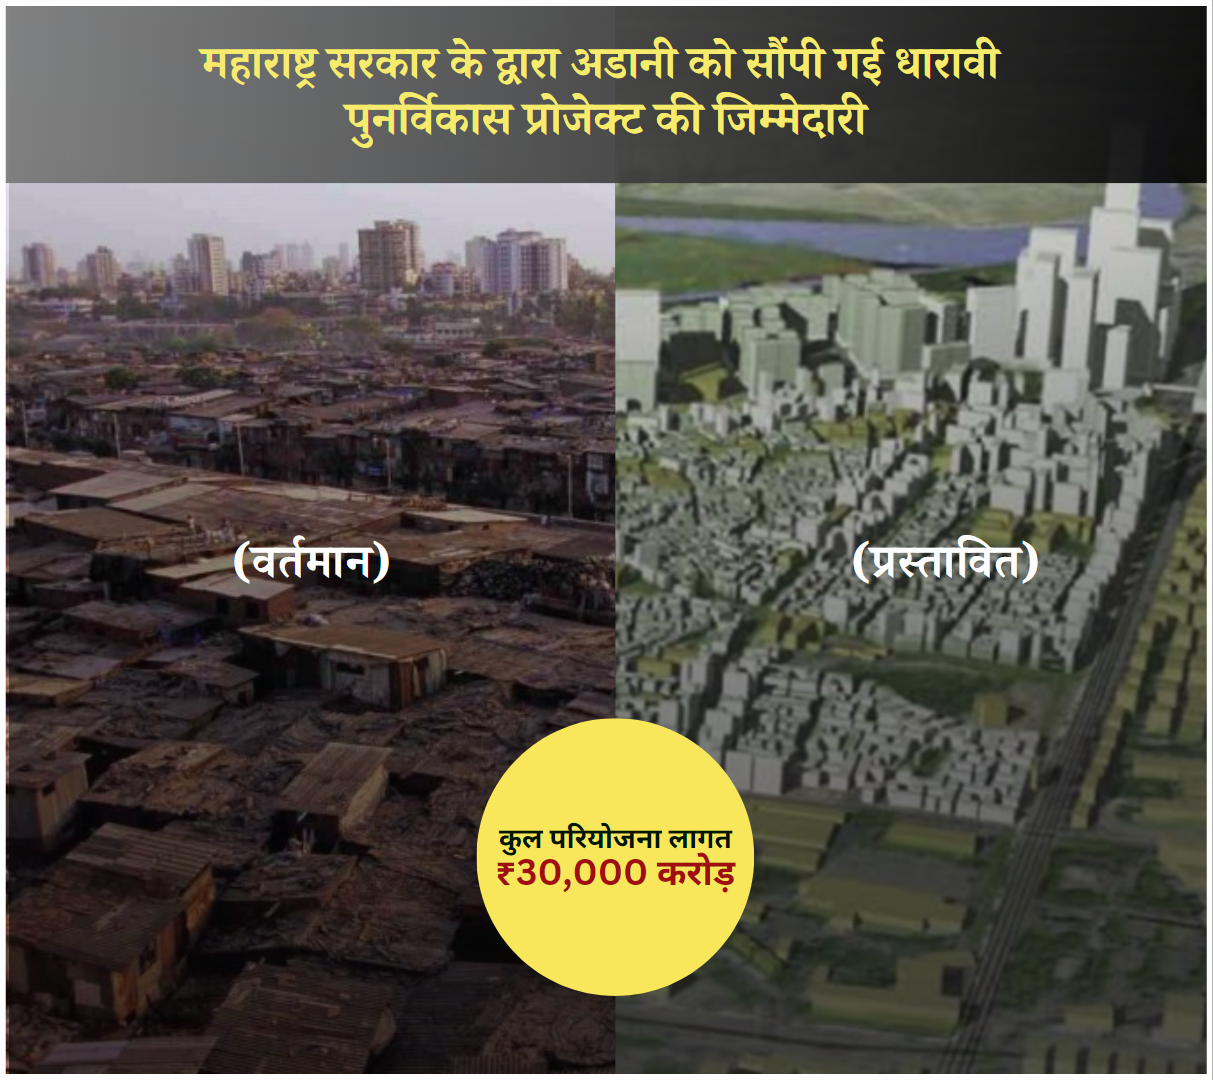 महाराष्ट्र सरकार के द्वारा अडानी को सौंपी गई धारावी
पुनर्विकास प्रोजेक्ट की जिम्मेदारी
(वर्तमान)
(प्रस्तावित)
कुल परियोजना लागत
₹30,000 करोड़